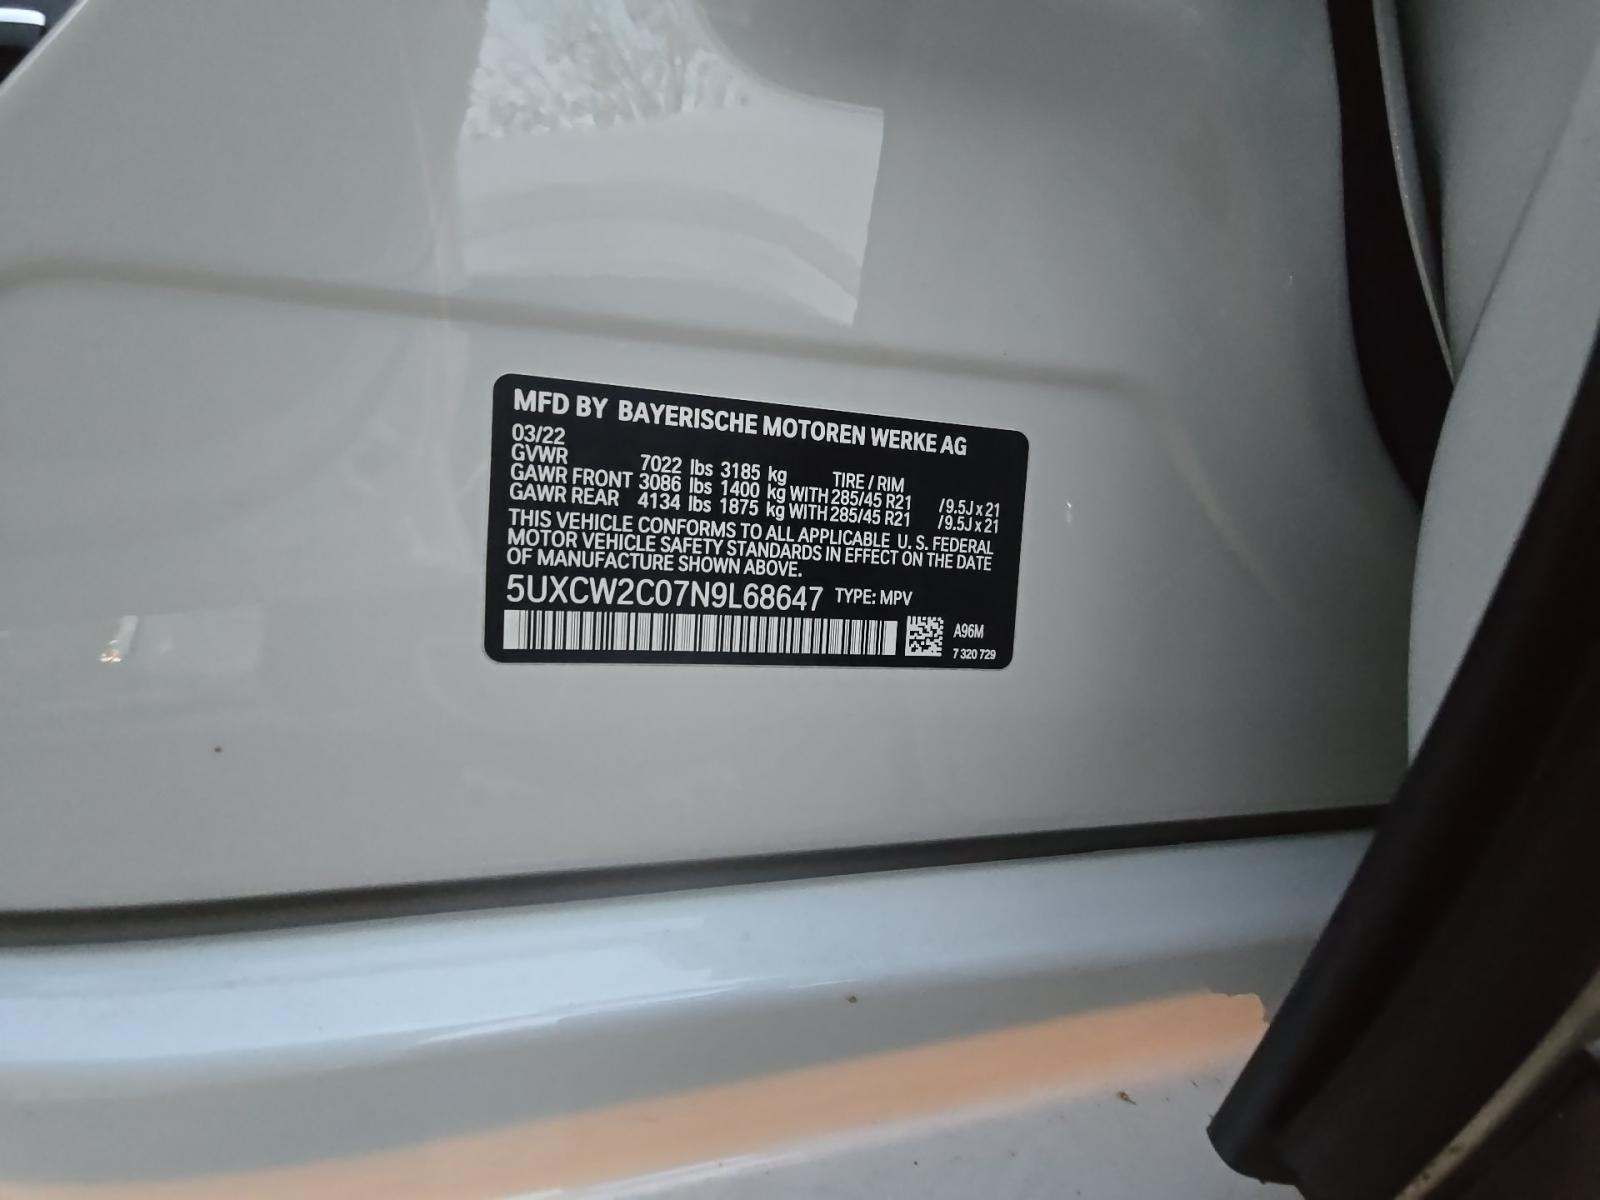 MFD BY BAYERISCHE MOTOREN WERKE AG
03/22
GVWR 7022 lbs 3185 kg TIRE / RIM
GAWR FRONT 3086 lbs 1400 kg WITH 285/45 R21 /9.5J x 21
GAWR REAR 4134 lbs 1875 kg WITH 285/45 R21 /9.5J x 21
THIS VEHICLE CONFORMS TO ALL APPLICABLE U. S. FEDERAL
MOTOR VEHICLE SAFETY STANDARDS IN EFFECT ON THE DATE
OF MANUFACTURE SHOWN ABOVE.
5UXCW2C07N9L68647 TYPE: MPV
A96M
7 320 729